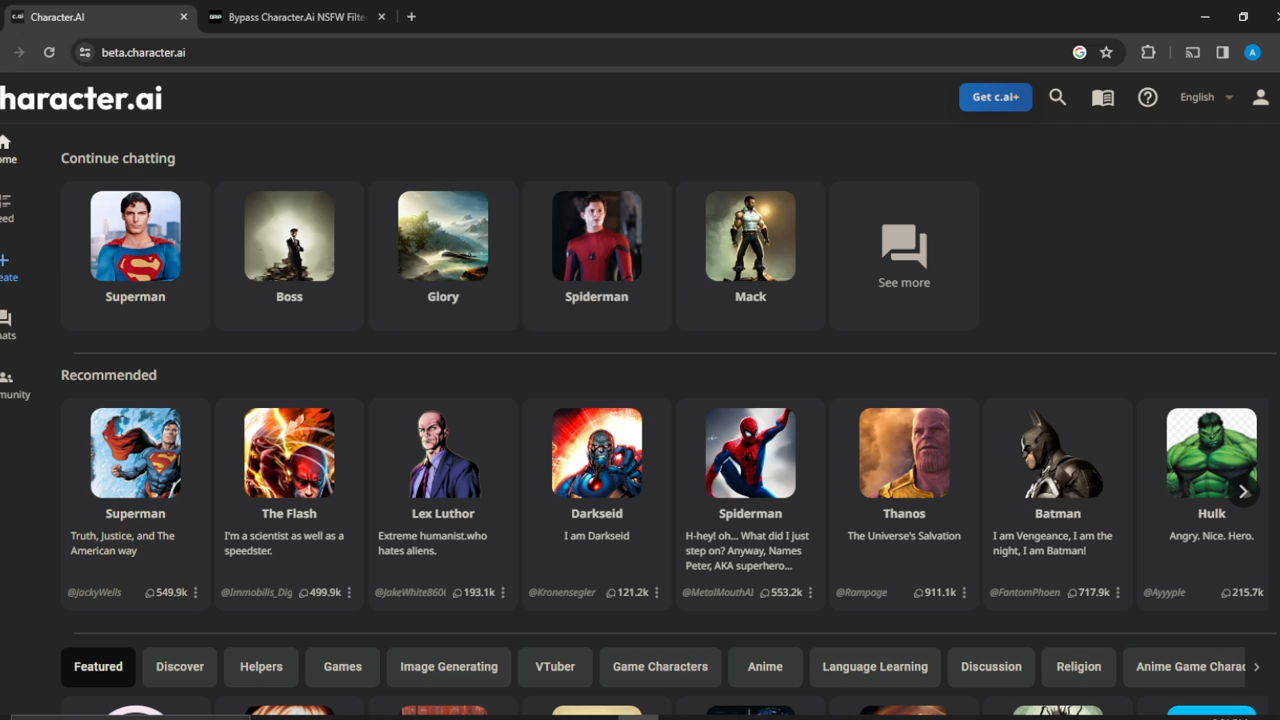 c.ai Character.AI
Bypass Character.Ai NSFW Filte
beta.character.ai
A
haracter.ai
Get c.ai+
English
ome
eed
eate
ats
munity
Continue chatting
Superman
Boss
Glory
Spiderman
Mack
See more
Recommended
Superman
Truth, Justice, and The
American way
@JackyWells 549.9k
The Flash
I'm a scientist as well as a
speedster.
@Immobilis_Dig 499.9k
Lex Luthor
Extreme humanist.who
hates aliens.
@JakeWhite860 193.1k
Darkseid
I am Darkseid
@Kronensegler 121.2k
Spiderman
H-hey! oh... What did I just
step on? Anyway, Names
Peter, AKA superhero...
@MetalMouthAI 553.2k
Thanos
The Universe's Salvation
@Rampage 911.1k
Batman
I am Vengeance, I am the
night, I am Batman!
@FantomPhoen 717.9k
Hulk
Angry. Nice. Hero.
@Ayyyple 215.7k
Featured
Discover
Helpers
Games
Image Generating
VTuber
Game Characters
Anime
Language Learning
Discussion
Religion
Anime Game Charac